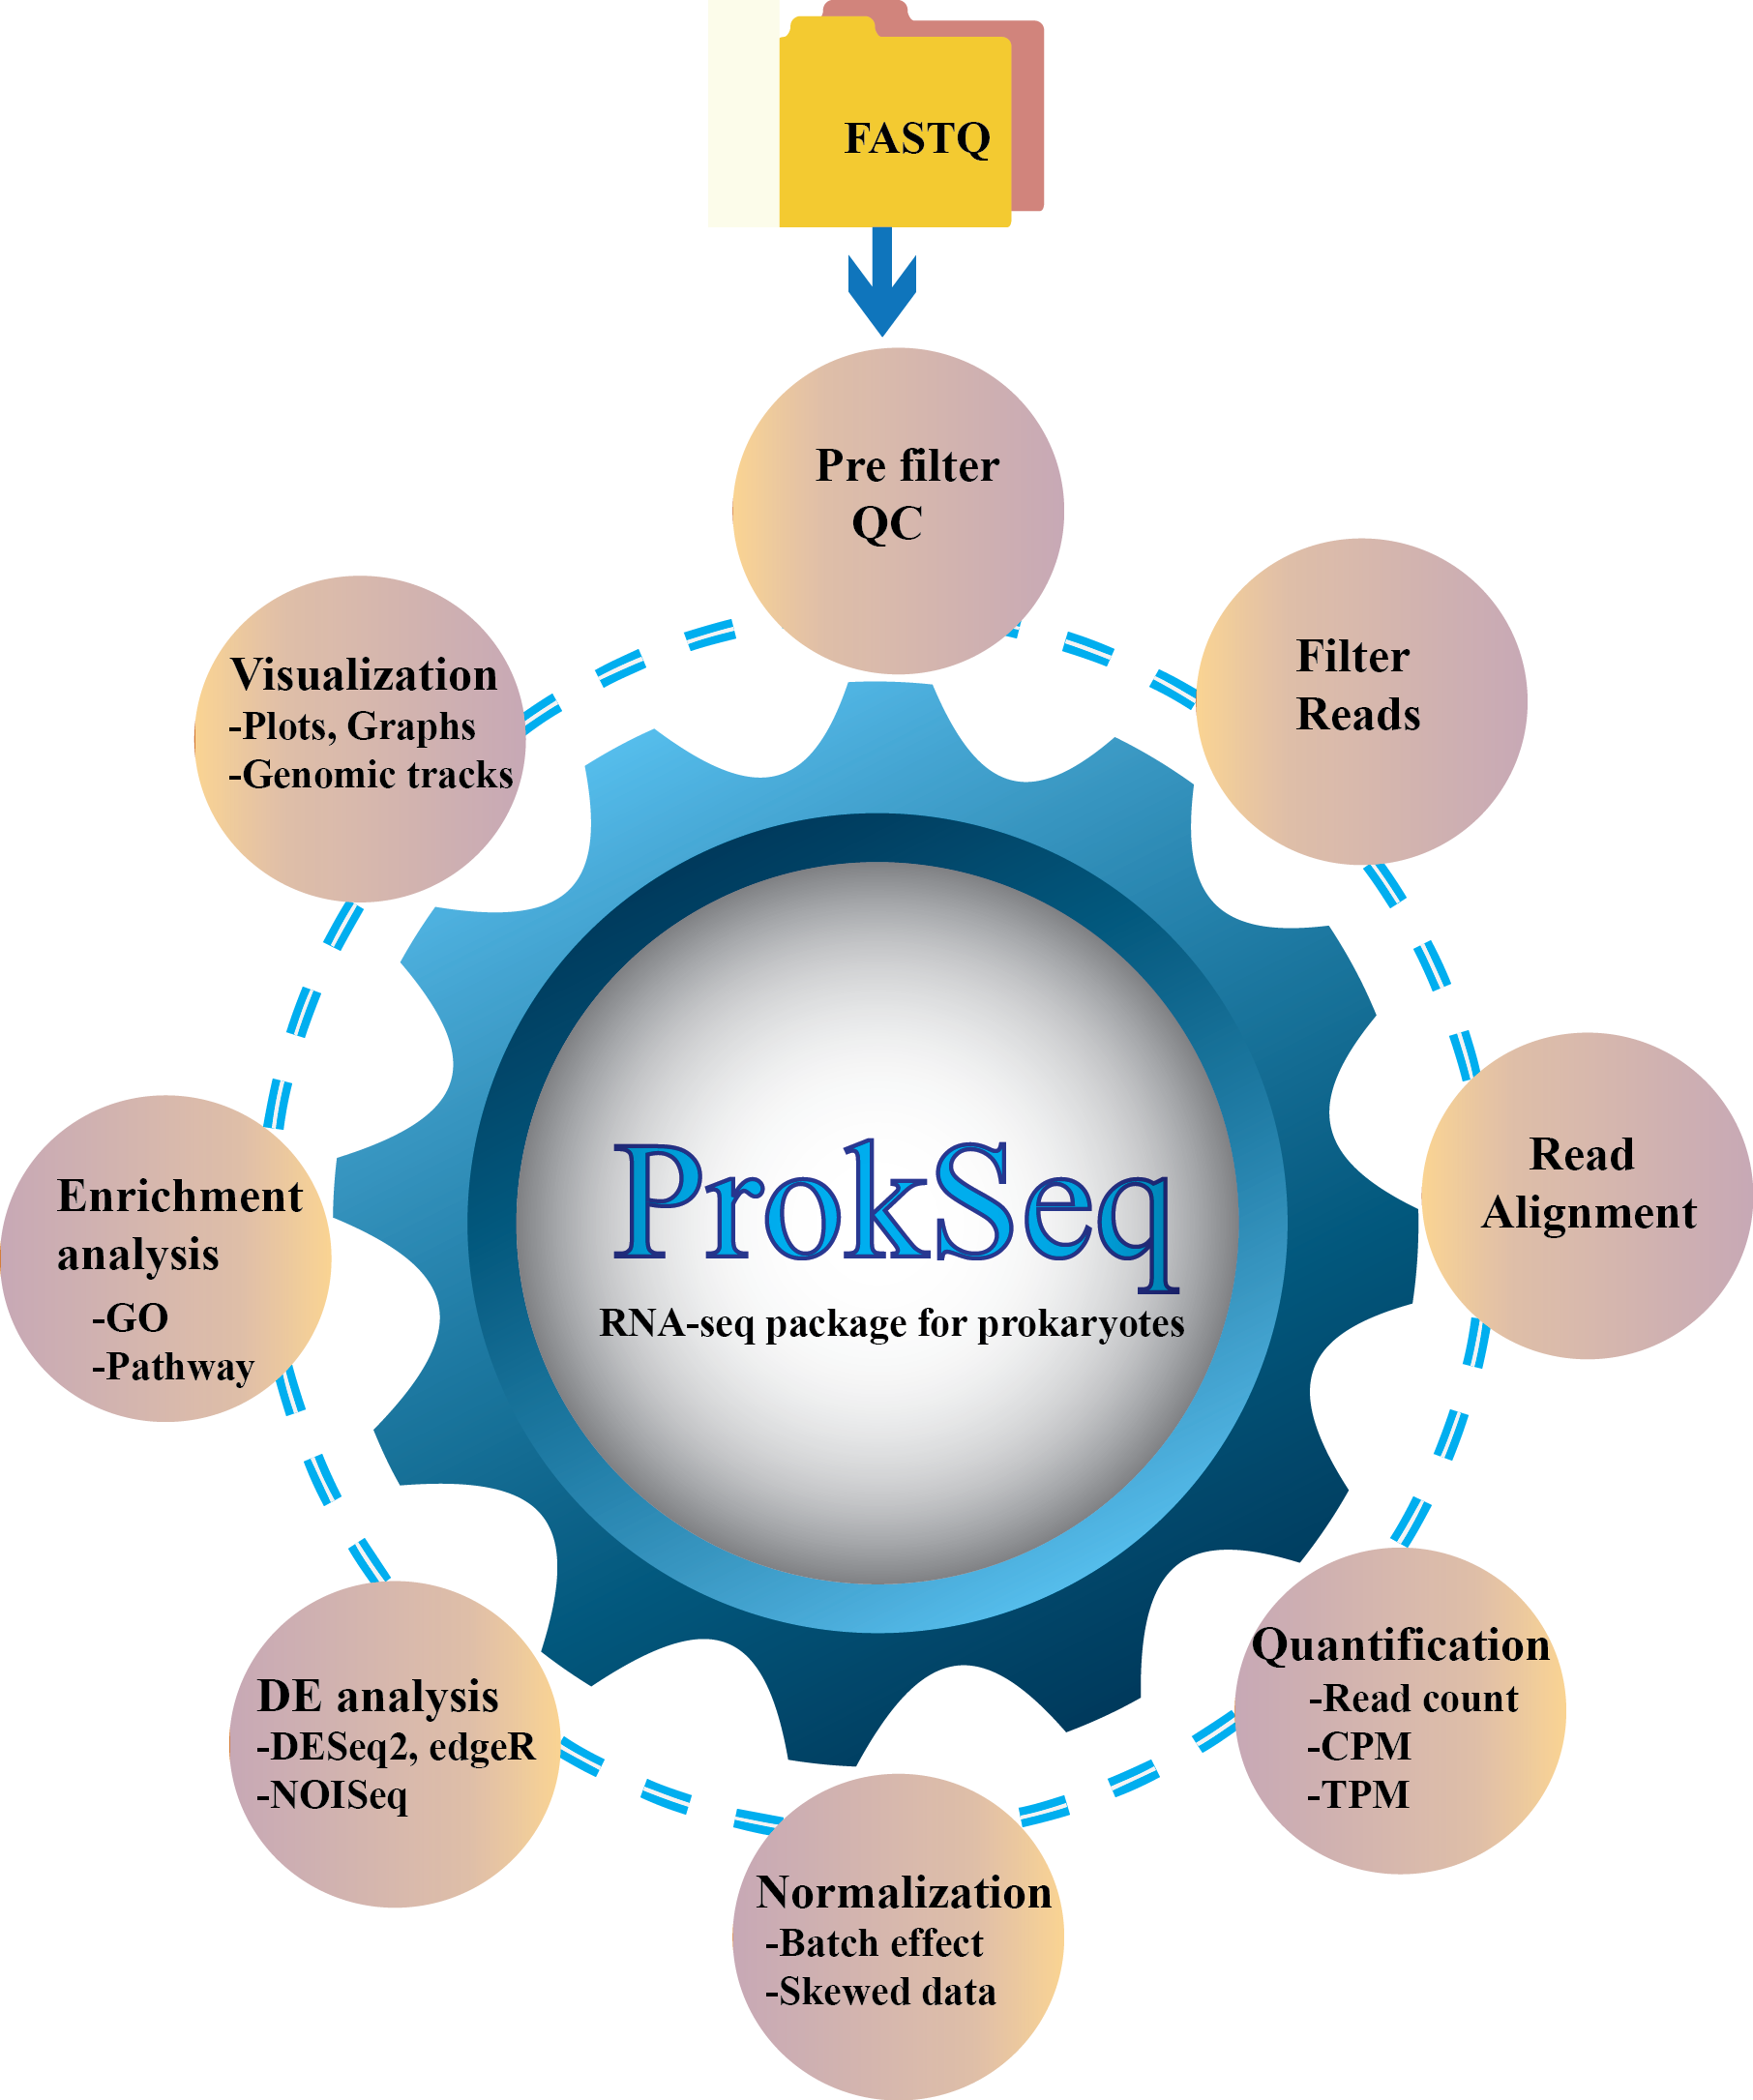 FASTQ
Pre filter
QC
Filter
Reads
Read
Alignment
Quantification
-Read count
-CPM
-TPM
Normalization
-Batch effect
-Skewed data
DE analysis
-DESeq2, edgeR
-NOISeq
Enrichment
analysis
-GO
-Pathway
Visualization
-Plots, Graphs
-Genomic tracks
ProkSeq
RNA-seq package for prokaryotes